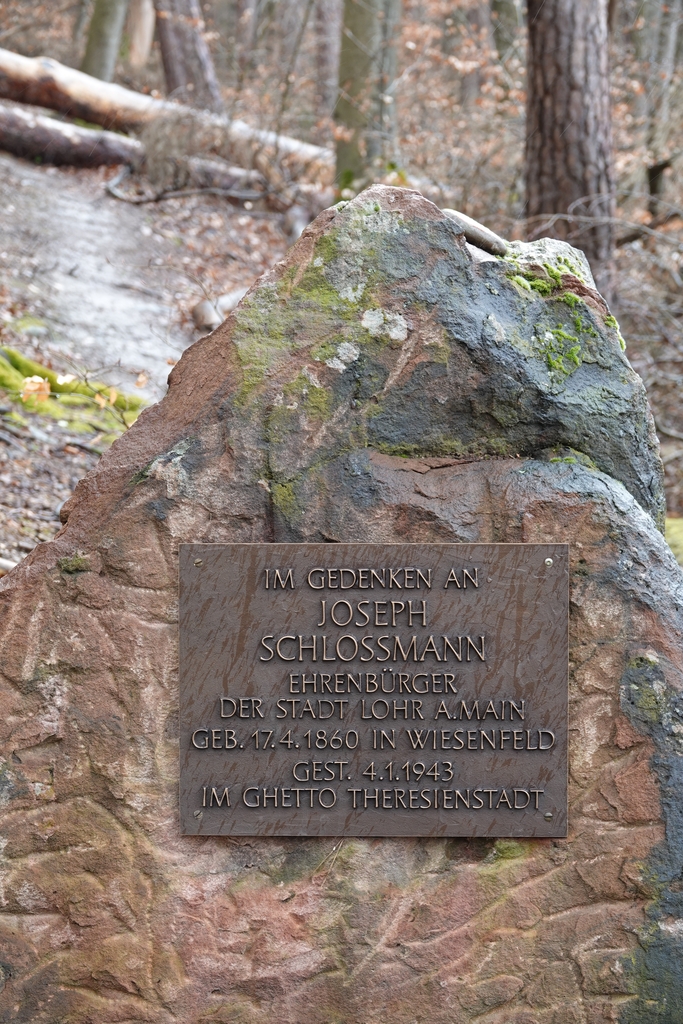 IM GEDENKEN AN
JOSEPH
SCHLOSSMANN
EHRENBÜRGER
DER STADT LOHR A.MAIN
GEB. 17.4.1860 IN WIESENFELD
GEST. 4.1.1943
IM GHETTO THERESIENSTADT